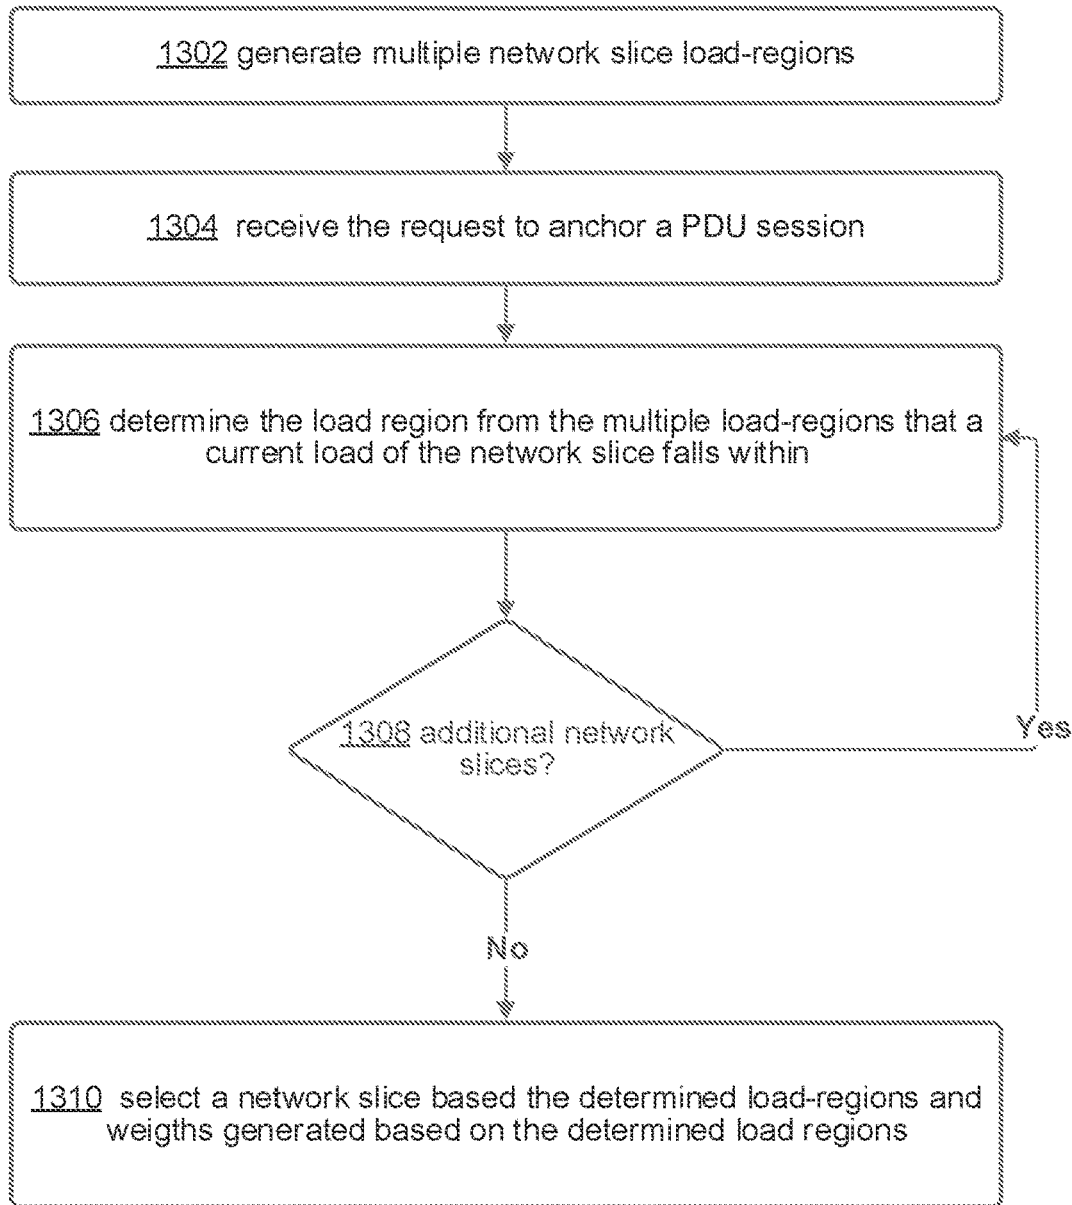 1302 generate multiple network slice load-regions
1304 receive the request to anchor a PDU session
1306 determine the load region from the multiple load-regions that a
current load of the network slice falls within
1308 additional network
slices?
Yes
No
1310 select a network slice based the determined load-regions and
weigths generated based on the determined load regions